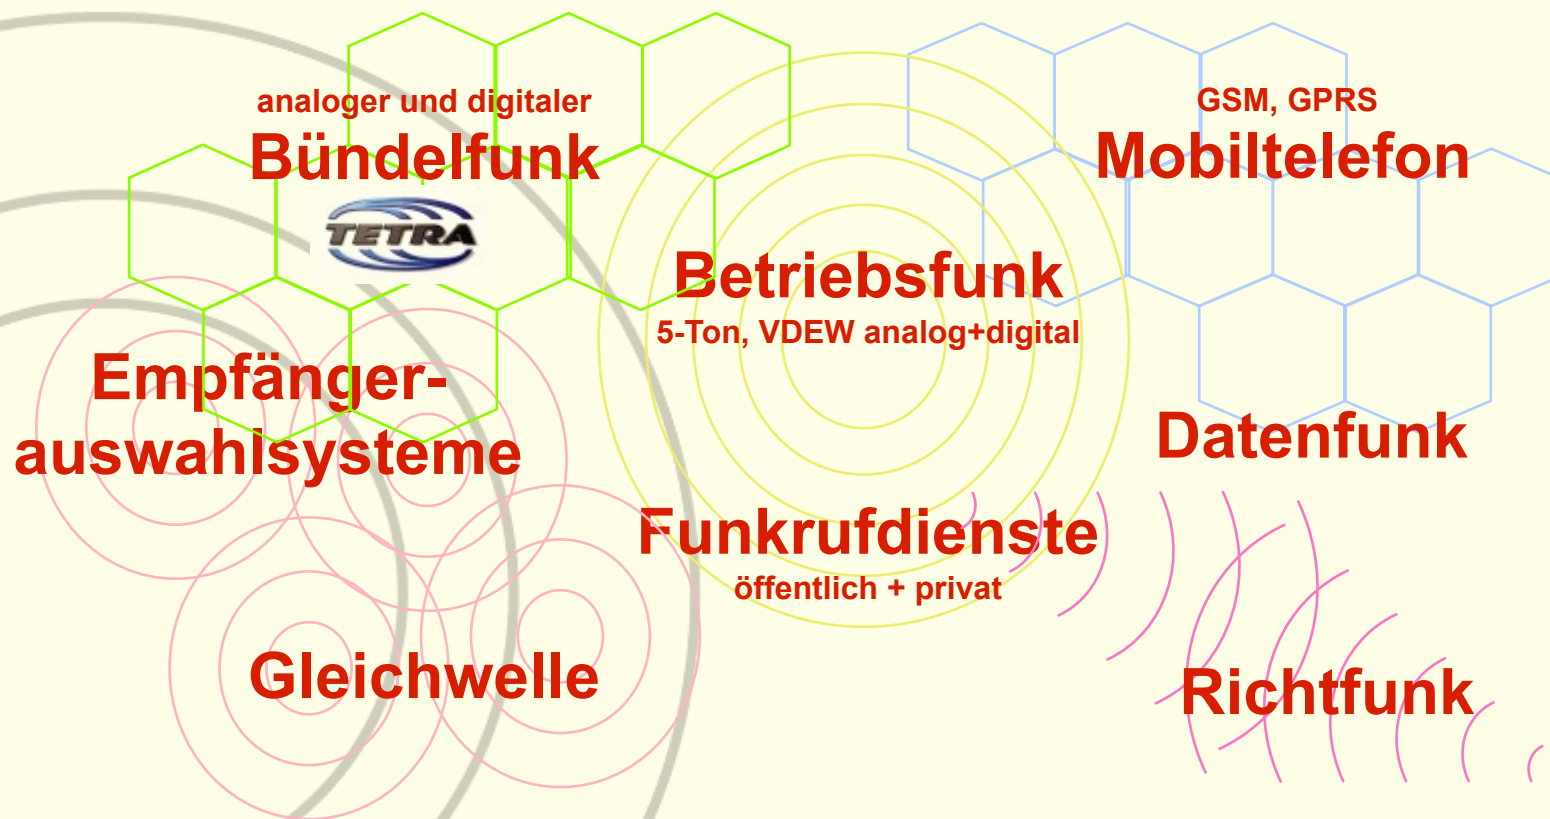 analoger und digitaler
Bündelfunk
TETRA
GSM, GPRS
Mobiltelefon
Betriebsfunk
5-Ton, VDEW analog+digital
Empfänger-
auswahlsysteme
Datenfunk
Funkrufdienste
öffentlich + privat
Gleichwelle
Richtfunk